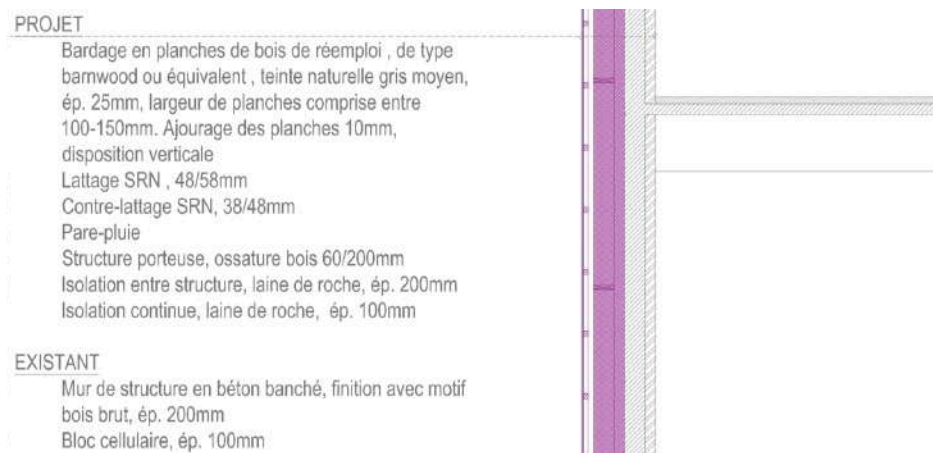 PROJET
Bardage en planches de bois de réemploi , de type
barnwood ou équivalent , teinte naturelle gris moyen,
ép. 25mm, largeur de planches comprise entre
100-150mm. Ajourage des planches 10mm,
disposition verticale
Lattage SRN , 48/58mm
Contre-lattage SRN, 38/48mm
Pare-pluie
Structure porteuse, ossature bois 60/200mm
Isolation entre structure, laine de roche, ép. 200mm
Isolation continue, laine de roche, ép. 100mm
EXISTANT
Mur de structure en béton banché, finition avec motif
bois brut, ép. 200mm
Bloc cellulaire, ép. 100mm